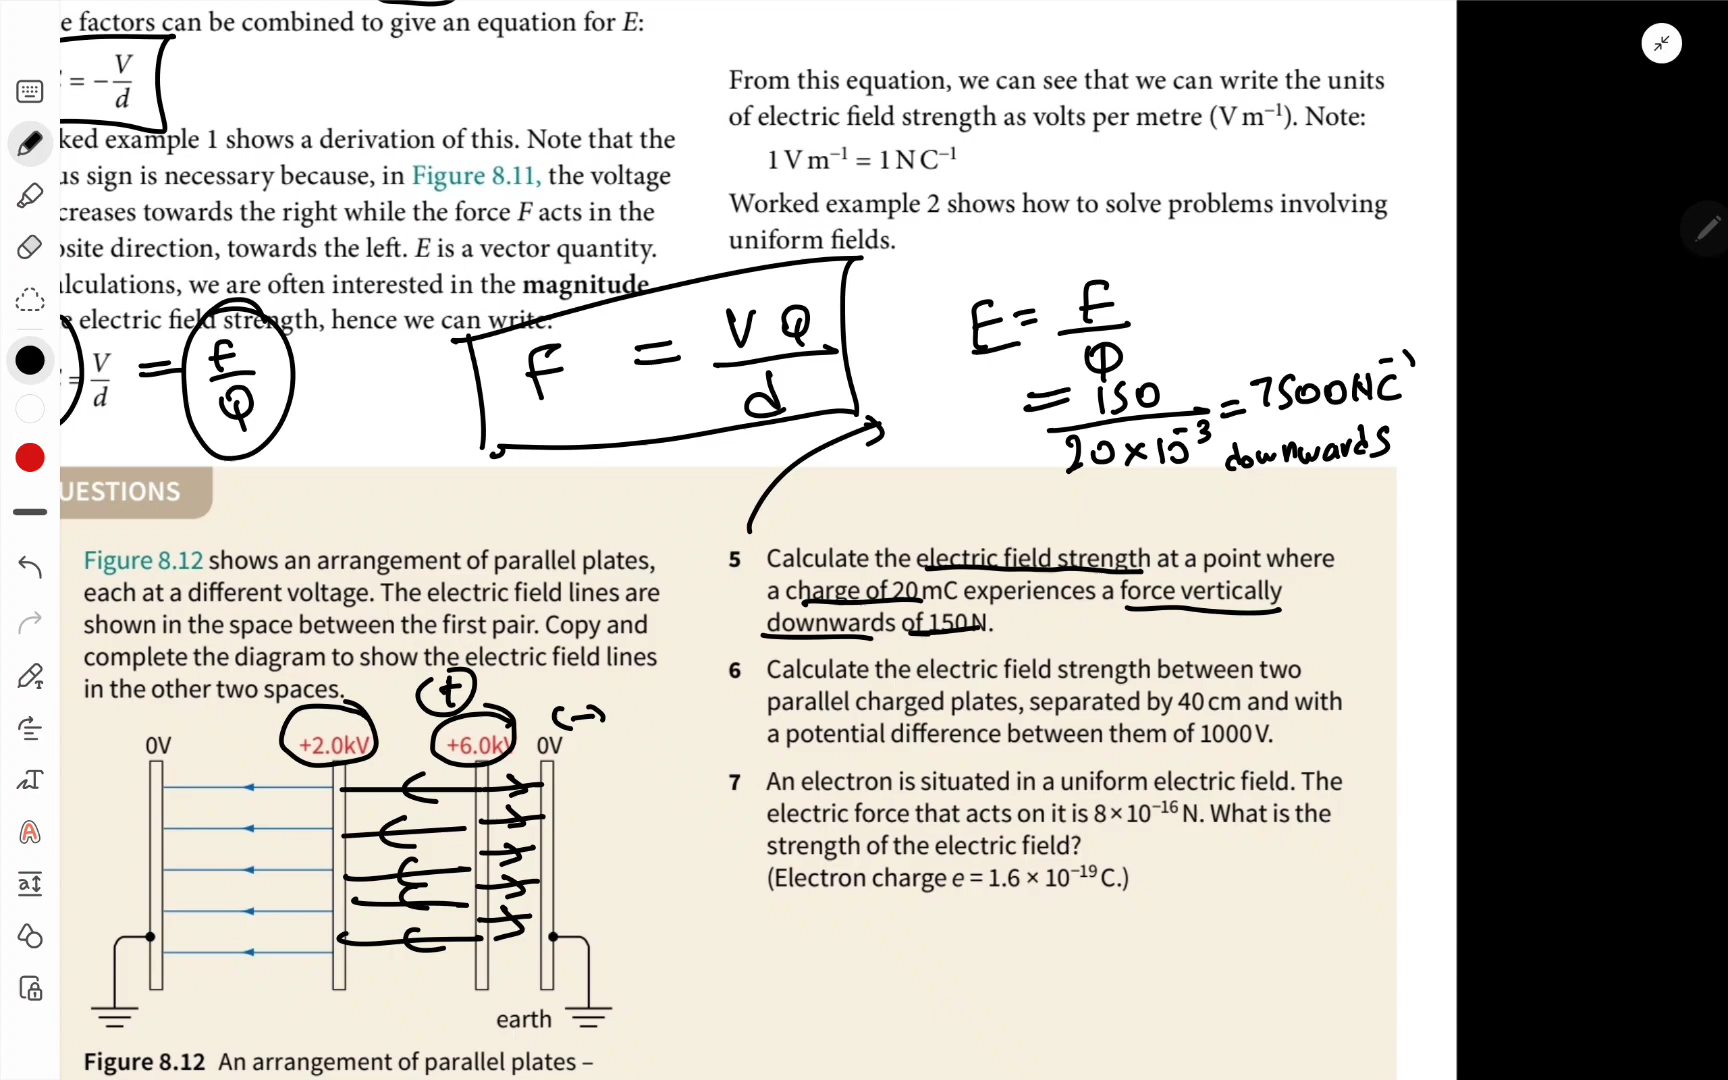 e factors can be combined to give an equation for E:
= − V/d
ked example 1 shows a derivation of this. Note that the
us sign is necessary because, in Figure 8.11, the voltage
creases towards the right while the force F acts in the
osite direction, towards the left. E is a vector quantity.
lculations, we are often interested in the magnitude
e electric field strength, hence we can write:
= V/d = F/Q
F = VQ/d
From this equation, we can see that we can write the units
of electric field strength as volts per metre (V m⁻¹). Note:
1 V m⁻¹ = 1 N C⁻¹
Worked example 2 shows how to solve problems involving
uniform fields.
E = F/Q
= 150/20×10⁻³ = 7500NC⁻¹
downwards
UESTIONS
Figure 8.12 shows an arrangement of parallel plates,
each at a different voltage. The electric field lines are
shown in the space between the first pair. Copy and
complete the diagram to show the electric field lines
in the other two spaces.
(+)
(−)
0V +2.0kV +6.0kV 0V
earth
Figure 8.12 An arrangement of parallel plates –
5 Calculate the electric field strength at a point where
a charge of 20 mC experiences a force vertically
downwards of 150 N.
6 Calculate the electric field strength between two
parallel charged plates, separated by 40 cm and with
a potential difference between them of 1000 V.
7 An electron is situated in a uniform electric field. The
electric force that acts on it is 8 × 10⁻¹⁶ N. What is the
strength of the electric field?
(Electron charge e = 1.6 × 10⁻¹⁹ C.)